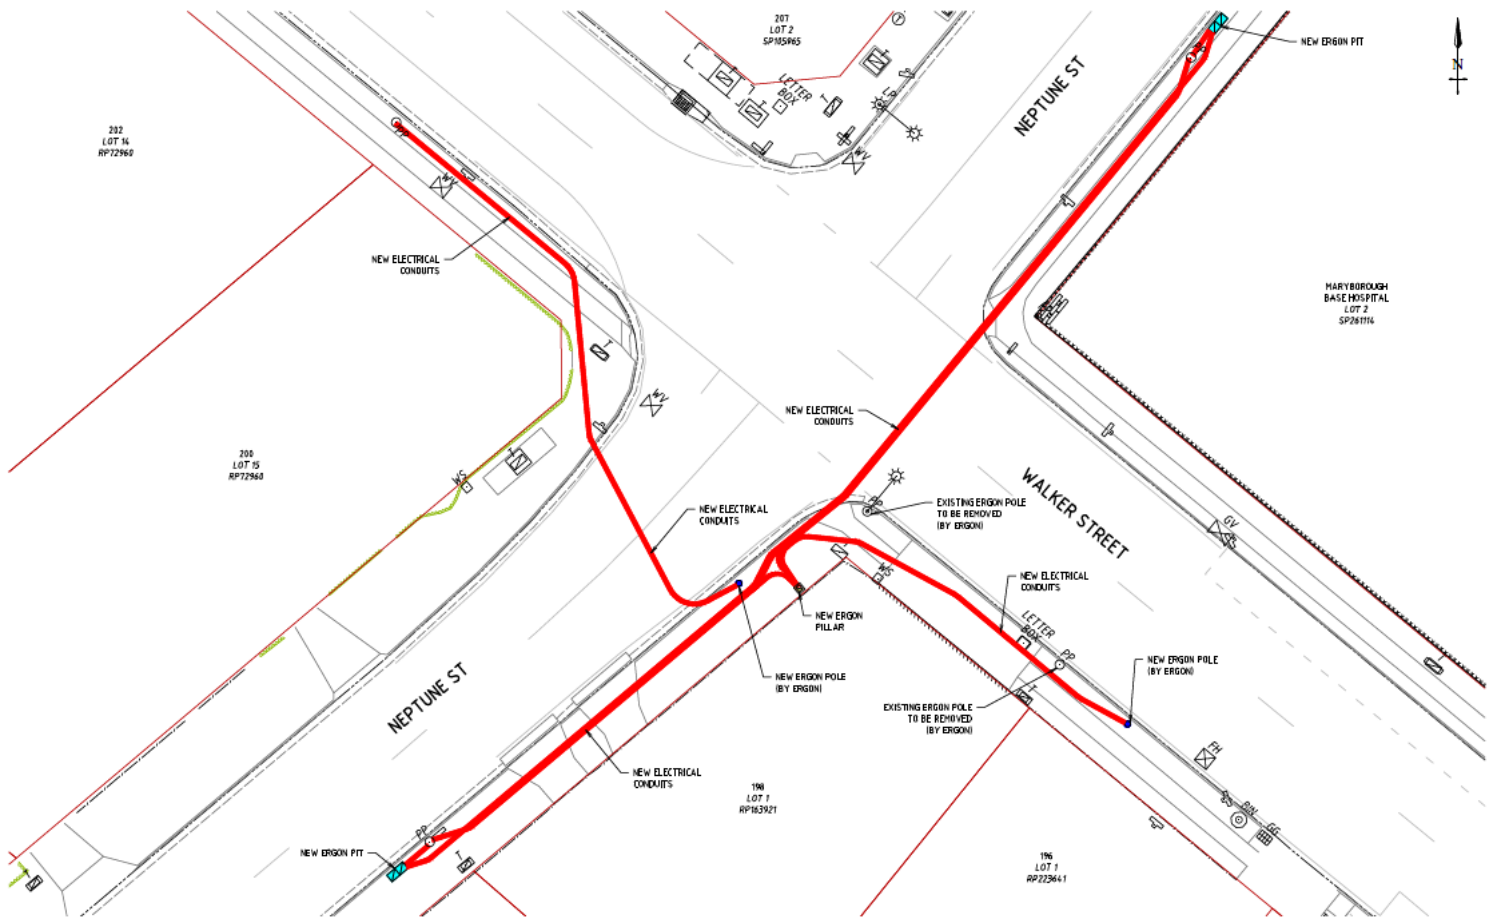 207
LOT 2
SP105865
T
NEW ERGON PIT
N
NEPTUNE ST
LETTER
BOX
LP
WV
202
LOT 14
RP72960
PP
WV
NEW ELECTRICAL
CONDUITS
MARYBOROUGH
BASE HOSPITAL
LOT 2
SP261114
T
WV
NEW ELECTRICAL
CONDUITS
200
LOT 15
RP72960
WS
T
PP
EXISTING ERGON POLE
TO BE REMOVED
(BY ERGON)
WALKER STREET
GV
NEW ELECTRICAL
CONDUITS
T
WS
NEW ELECTRICAL
CONDUITS
NEW ERGON
PILLAR
LETTER
BOX
PP
NEW ERGON POLE
(BY ERGON)
NEW ERGON POLE
(BY ERGON)
NEPTUNE ST
EXISTING ERGON POLE
TO BE REMOVED
(BY ERGON)
T
FH
NEW ELECTRICAL
CONDUITS
198
LOT 1
RP163921
BIN
GG
PP
NEW ERGON PIT
T
196
LOT 1
RP223641
T